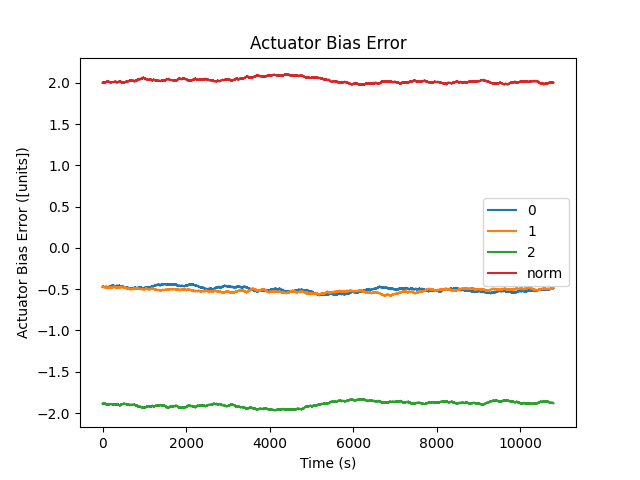 Actuator Bias Error
Actuator Bias Error ([units])
2.0
1.5
1.0
0.5
0.0
−0.5
−1.0
−1.5
−2.0
0
1
2
norm
0 2000 4000 6000 8000 10000
Time (s)